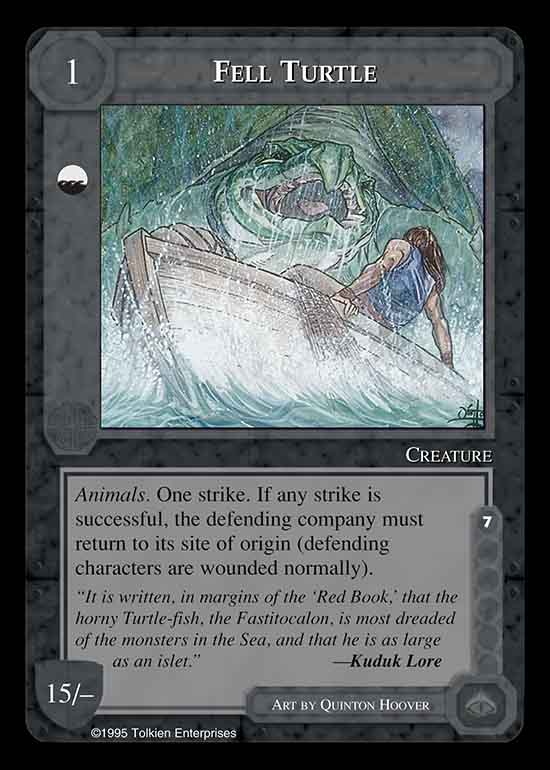 1
FELL TURTLE
CREATURE
Animals. One strike. If any strike is
successful, the defending company must
return to its site of origin (defending
characters are wounded normally).
7
“It is written, in margins of the ‘Red Book,’ that the
horny Turtle-fish, the Fastitocalon, is most dreaded
of the monsters in the Sea, and that he is as large
as an islet.” —Kuduk Lore
15/–
ART BY QUINTON HOOVER
©1995 Tolkien Enterprises